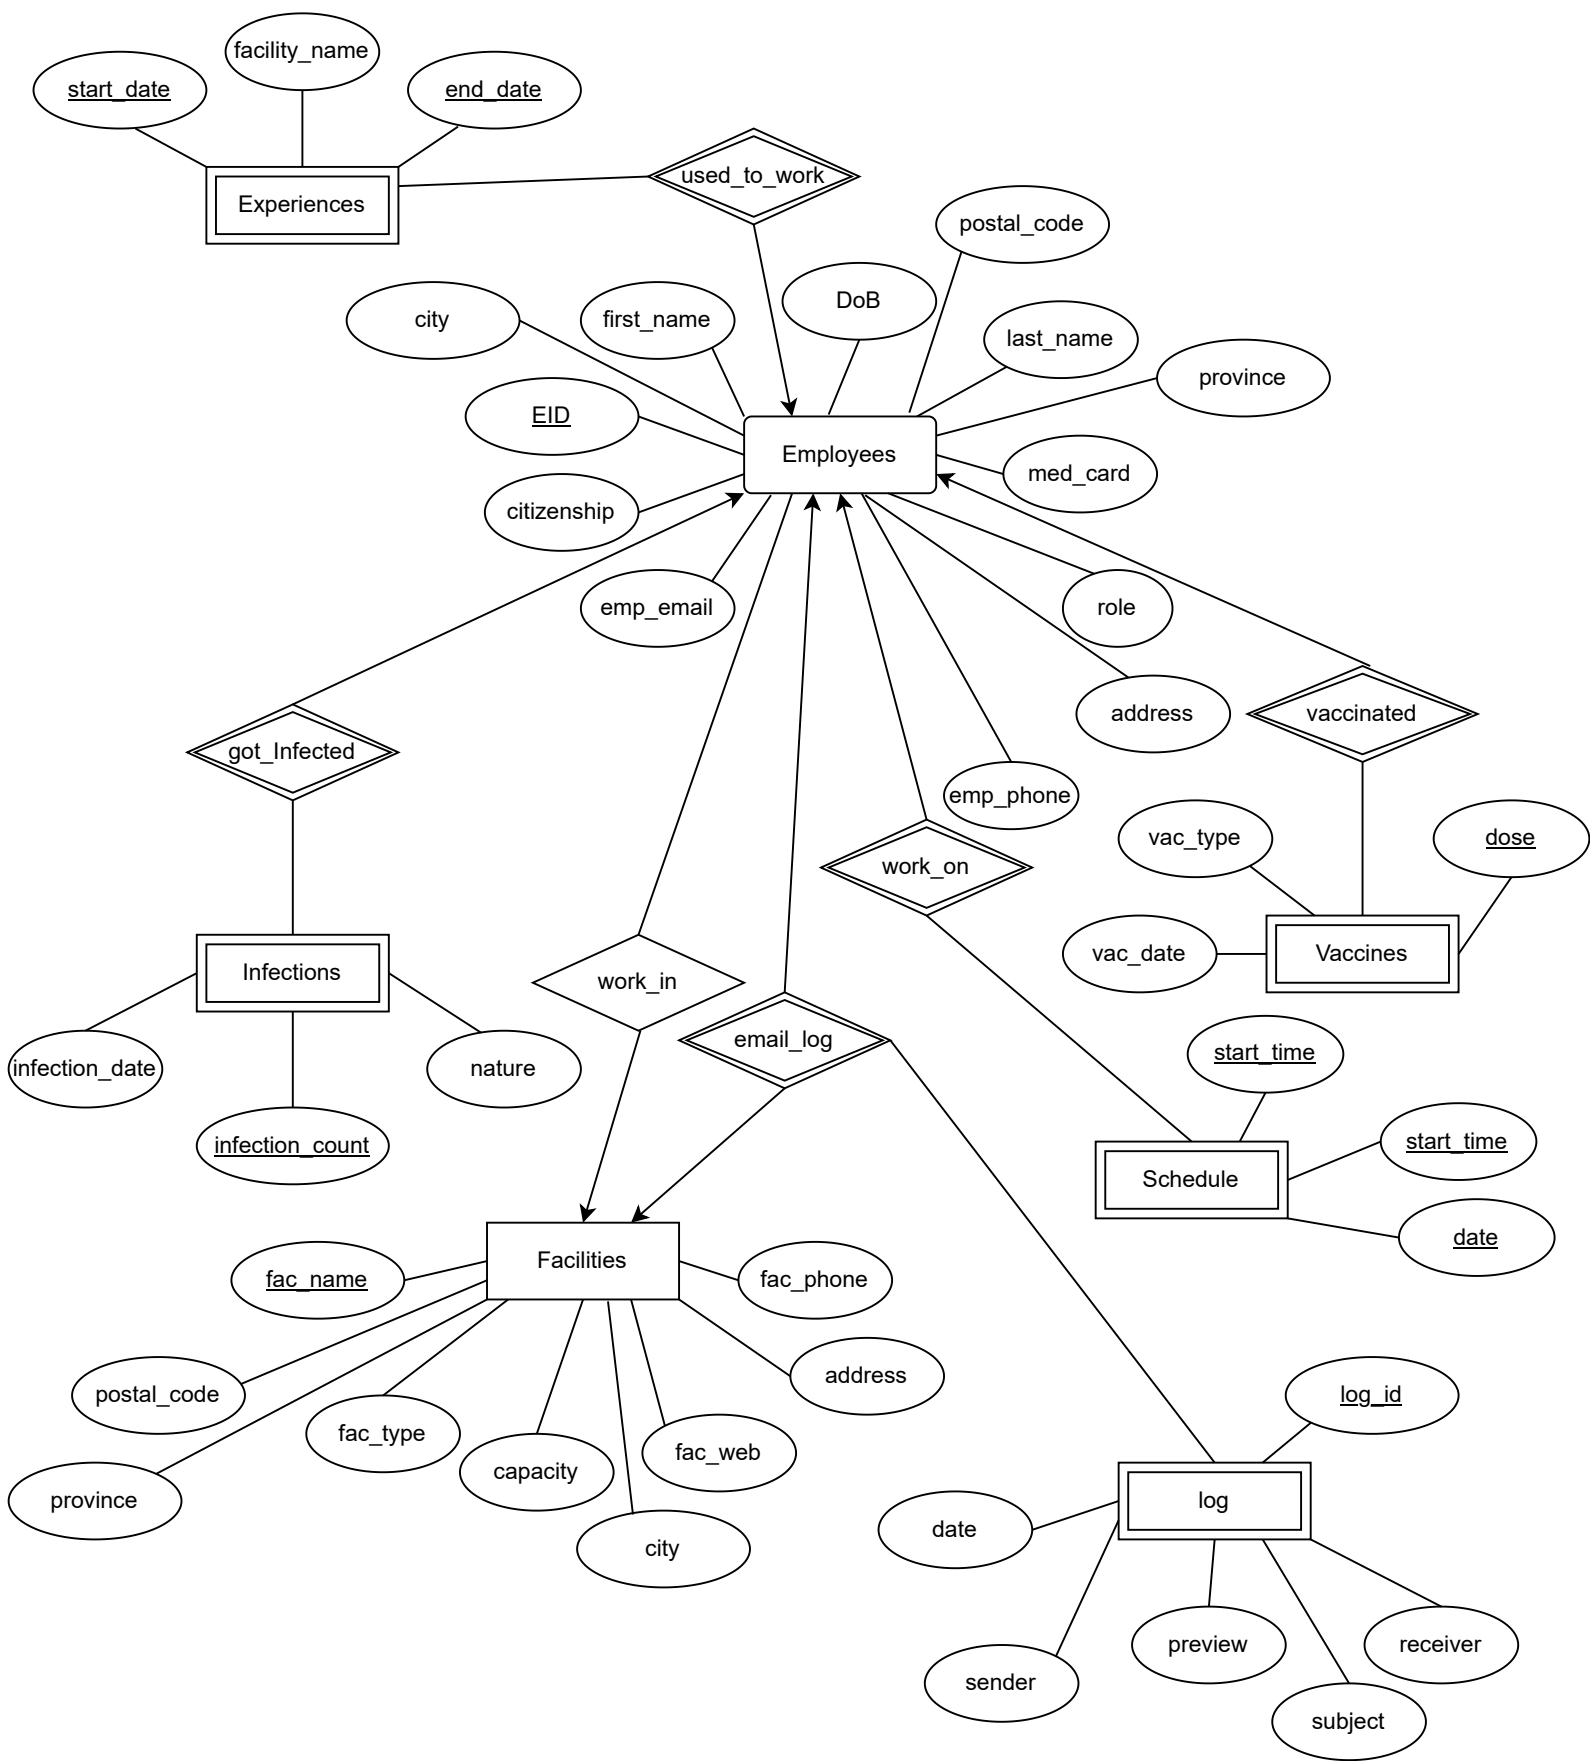 facility_name
start_date
end_date
used_to_work
Experiences
postal_code
DoB
city
first_name
last_name
province
EID
Employees
med_card
citizenship
emp_email
role
address
vaccinated
got_Infected
emp_phone
vac_type
dose
work_on
vac_date
Vaccines
Infections
work_in
email_log
start_time
infection_date
nature
infection_count
start_time
Schedule
date
Facilities
fac_name
fac_phone
address
postal_code
log_id
fac_type
fac_web
capacity
province
log
date
city
preview
receiver
sender
subject